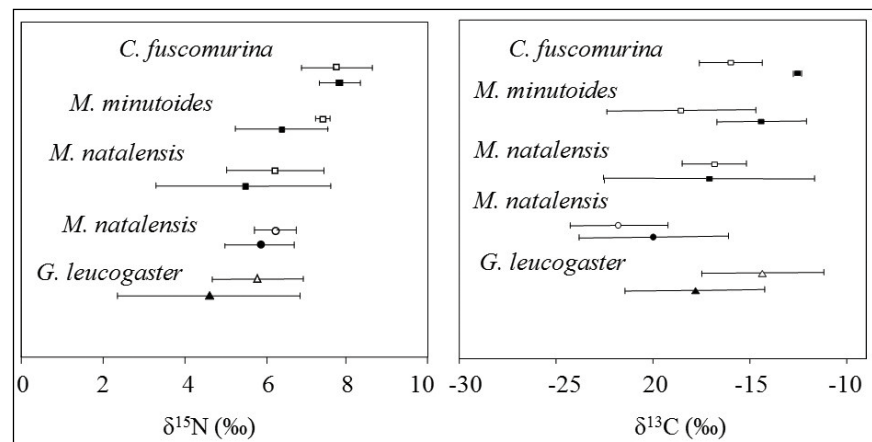 C. fuscomurina
M. minutoides
M. natalensis
M. natalensis
G. leucogaster
0 2 4 6 8 10
δ¹⁵N (‰)
C. fuscomurina
M. minutoides
M. natalensis
M. natalensis
G. leucogaster
-30 -25 20 -15 -10
δ¹³C (‰)